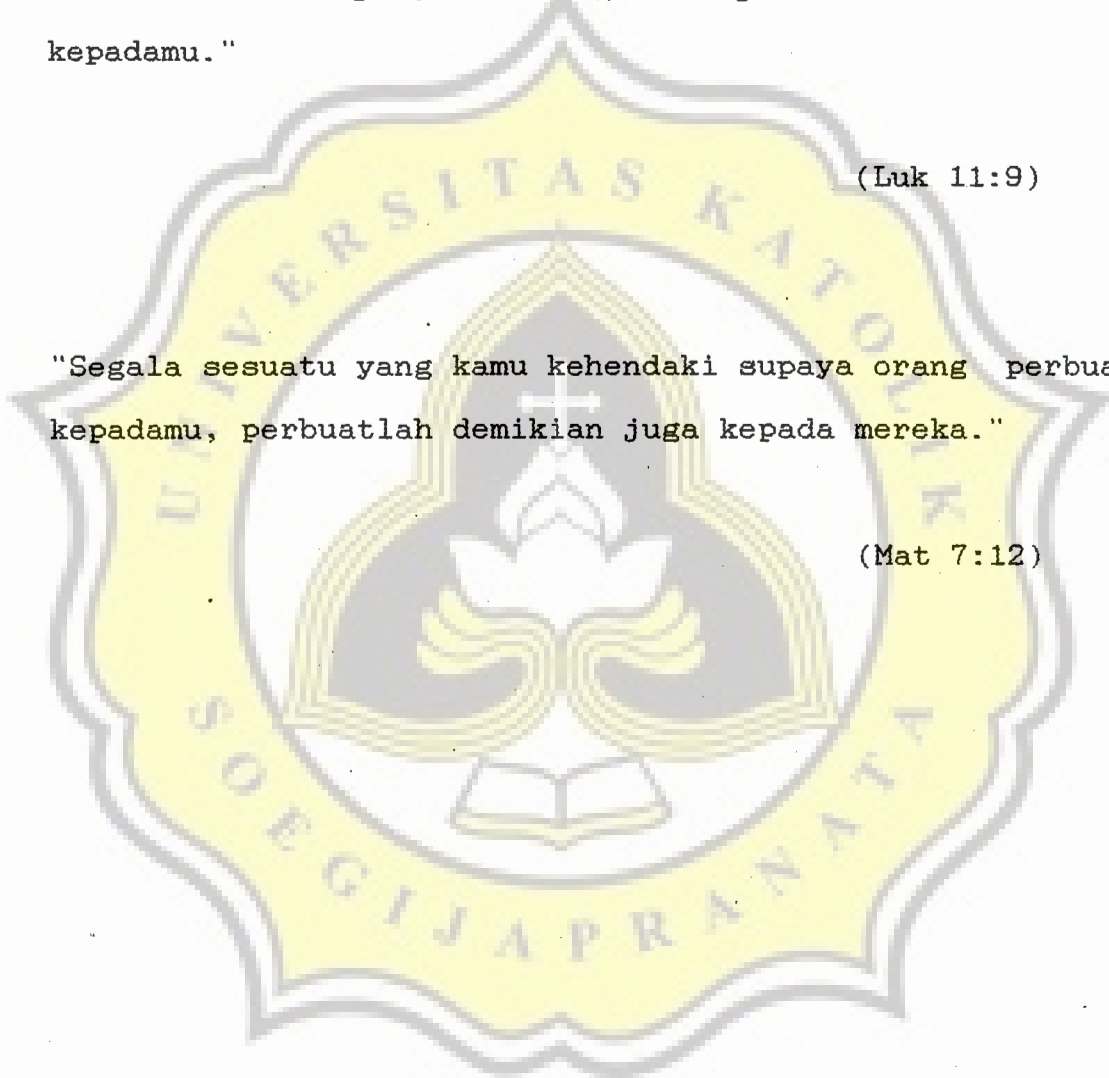 kepadamu."
(Luk 11:9)
"Segala sesuatu yang kamu kehendaki supaya orang perbua
kepadamu, perbuatlah demikian juga kepada mereka."
(Mat 7:12)
UNIVERSITAS KATOLIK
SOEGIJAPRANATA